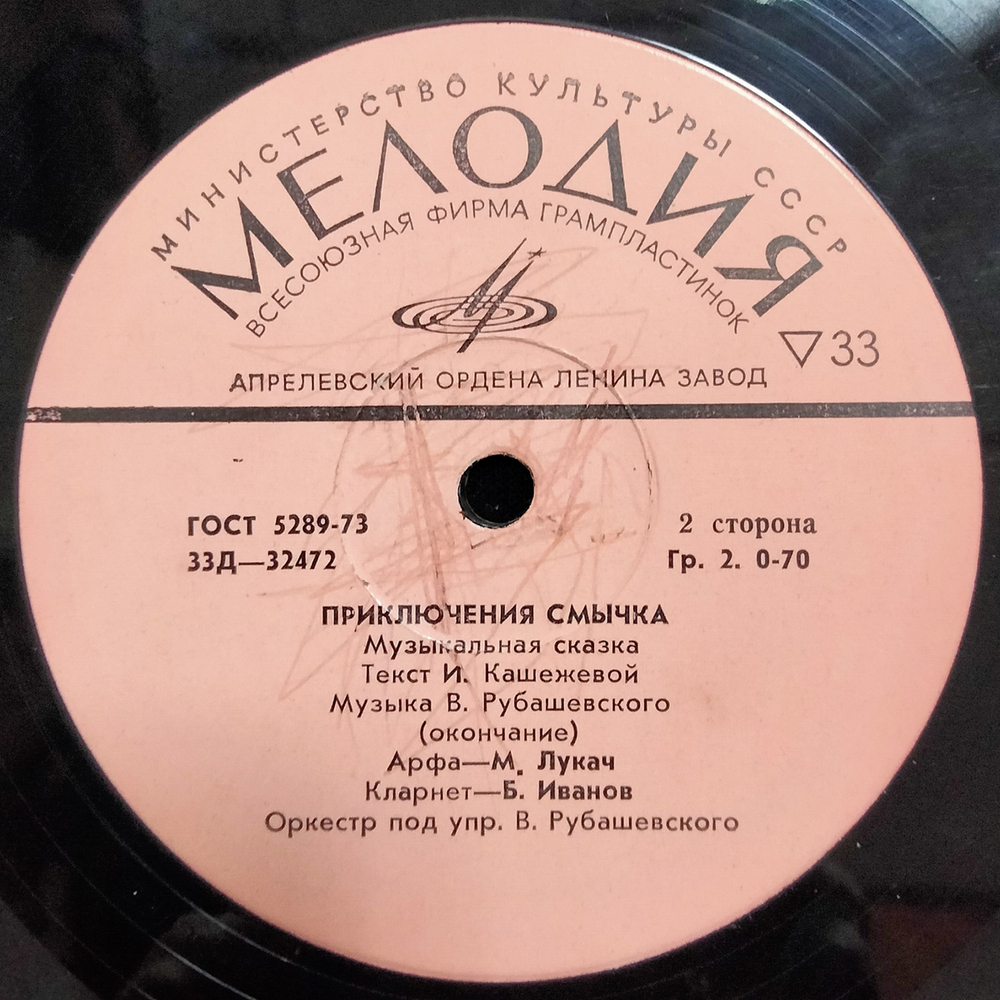 МИНИСТЕРСТВО КУЛЬТУРЫ СССР
МЕЛОДИЯ
ВСЕСОЮЗНАЯ ФИРМА ГРАМПЛАСТИНОК
▽33
АПРЕЛЕВСКИЙ ОРДЕНА ЛЕНИНА ЗАВОД
ГОСТ 5289-73
2 сторона
33Д—32472
Гр. 2. 0-70
ПРИКЛЮЧЕНИЯ СМЫЧКА
Музыкальная сказка
Текст И. Кашежевой
Музыка В. Рубашевского
(окончание)
Арфа—М. Лукач
Кларнет—Б. Иванов
Оркестр под упр. В. Рубашевского